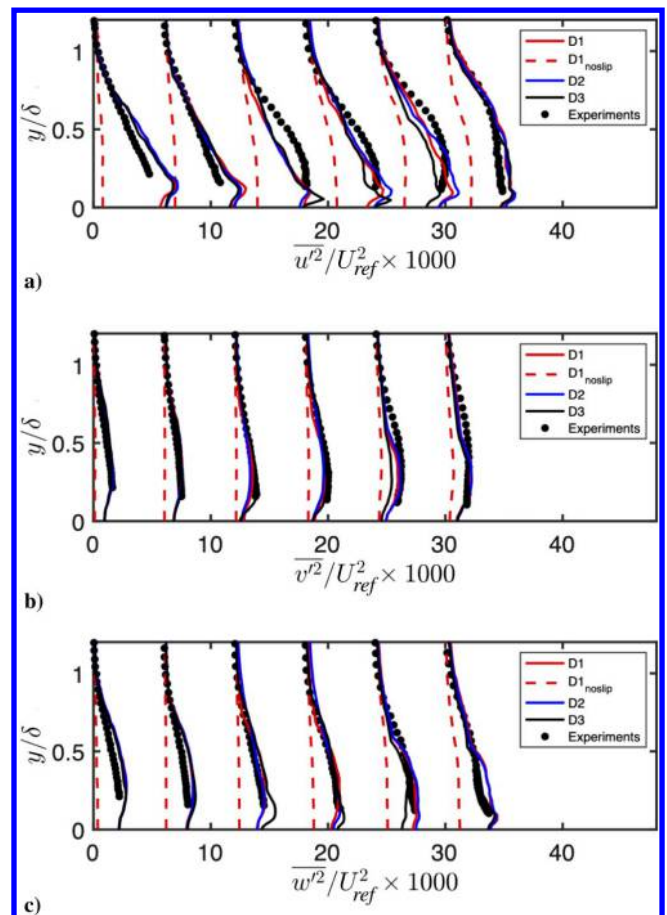 y/δ
1
0.5
0
D1
D1noslip
D2
D3
Experiments
0 10 20 30 40
$\overline{u'^2}/U_{ref}^2 \times 1000$
a)
y/δ
1
0.5
0
D1
D1noslip
D2
D3
Experiments
0 10 20 30 40
$\overline{v'^2}/U_{ref}^2 \times 1000$
b)
y/δ
1
0.5
0
D1
D1noslip
D2
D3
Experiments
0 10 20 30 40
$\overline{w'^2}/U_{ref}^2 \times 1000$
c)